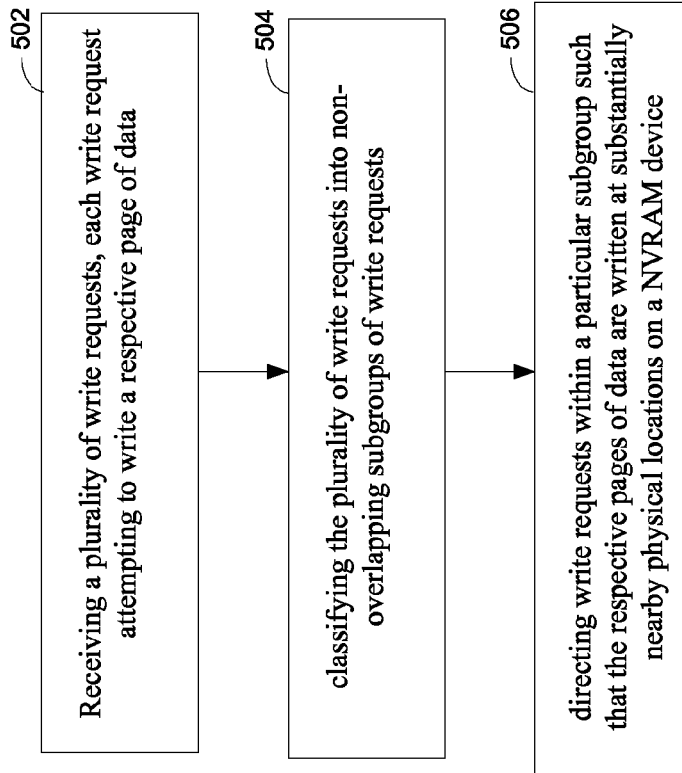 502
Receiving a plurality of write requests, each write request
attempting to write a respective page of data
504
classifying the plurality of write requests into non-
overlapping subgroups of write requests
506
directing write requests within a particular subgroup such
that the respective pages of data are written at substantially
nearby physical locations on a NVRAM device